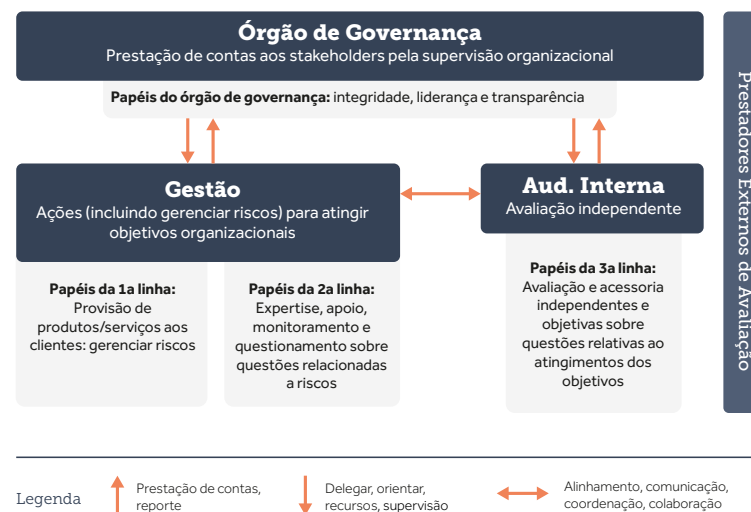 Órgão de Governança
Prestação de contas aos stakeholders pela supervisão organizacional
Papéis do órgão de governança: integridade, liderança e transparência
Gestão
Ações (incluindo gerenciar riscos) para atingir
objetivos organizacionais
Aud. Interna
Avaliação independente
Papéis da 1a linha:
Provisão de
produtos/serviços aos
clientes: gerenciar riscos
Papéis da 2a linha:
Expertise, apoio,
monitoramento e
questionamento sobre
questões relacionadas
a riscos
Papéis da 3a linha:
Avaliação e acessoria
independentes e
objetivas sobre
questões relativas ao
atingimentos dos
objetivos
Prestadores Externos de Avaliação
Legenda
Prestação de contas,
reporte
Delegar, orientar,
recursos, supervisão
Alinhamento, comunicação,
coordenação, colaboração